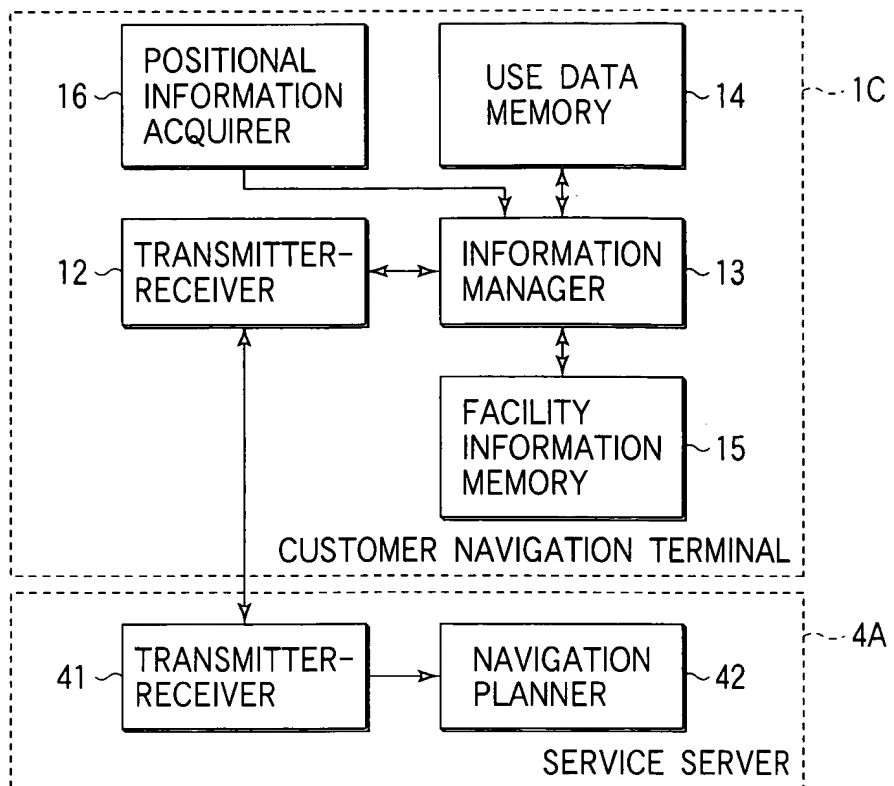 16
POSITIONAL
INFORMATION
ACQUIRER
USE DATA
MEMORY
14
1C
12
TRANSMITTER-
RECEIVER
INFORMATION
MANAGER
13
FACILITY
INFORMATION
MEMORY
15
CUSTOMER NAVIGATION TERMINAL
41
TRANSMITTER-
RECEIVER
NAVIGATION
PLANNER
42
4A
SERVICE SERVER